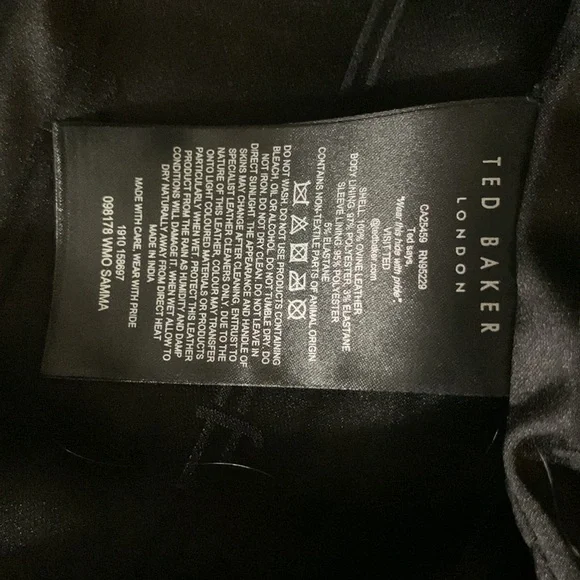 TED BAKER
LONDON
CA25459 RN95229
Ted says,
"Wear this hide with pride".
VISIT TED
@tedbaker.com
SHELL: 100% OVINE LEATHER
BODY LINING: 97% POLYESTER, 3% ELASTANE
SLEEVE LINING: 95% POLYESTER
5% ELASTANE
CONTAINS NON-TEXTILE PARTS OF ANIMAL ORIGIN
DO NOT WASH. DO NOT USE PRODUCTS CONTAINING
BLEACH, OIL OR ALCOHOL. DO NOT TUMBLE DRY. DO
NOT IRON. DO NOT DRY CLEAN. DO NOT LEAVE IN
DIRECT SUNLIGHT. THE APPEARANCE AND HANDLE OF
SKINS MAY CHANGE AFTER CLEANING. ENTRUST TO
SPECIALIST LEATHER CLEANERS ONLY. DUE TO THE
NATURE OF THIS LEATHER, COLOUR MAY TRANSFER
ONTO LIGHT COLOURED MATERIALS OR PRODUCTS
PARTICULARLY WHEN WET. PROTECT THIS LEATHER
PRODUCT FROM THE RAIN AS HUMIDITY AND DAMP
CONDITIONS WILL DAMAGE IT. WHEN WET ALLOW TO
DRY NATURALLY AWAY FROM DIRECT HEAT
MADE WITH CARE, WEAR WITH PRIDE
MADE IN INDIA
1910 158697
098178 WMO SAMMA